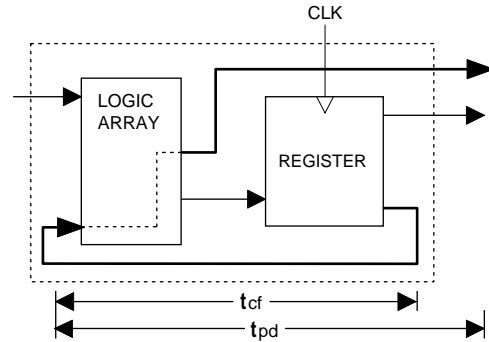 CLK
LOGIC
ARRAY
REGISTER
tcf
tpd